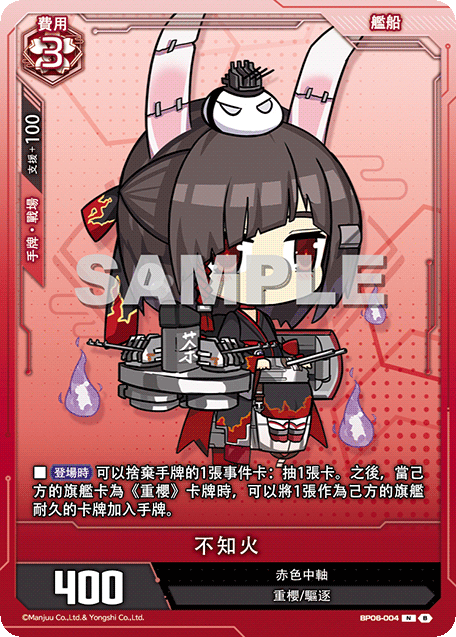 費用
艦船
3
支援+100
手牌・戰場
SAMPLE
■ 登場時 可以捨棄手牌的1張事件卡：抽1張卡。之後，當己
方的旗艦卡為《重櫻》卡牌時，可以將1張作為己方的旗艦
耐久的卡牌加入手牌。
不知火
400
赤色中軸
重櫻/驅逐
©Manjuu Co.,Ltd.& Yongshi Co.,Ltd.
BP06-004 N B